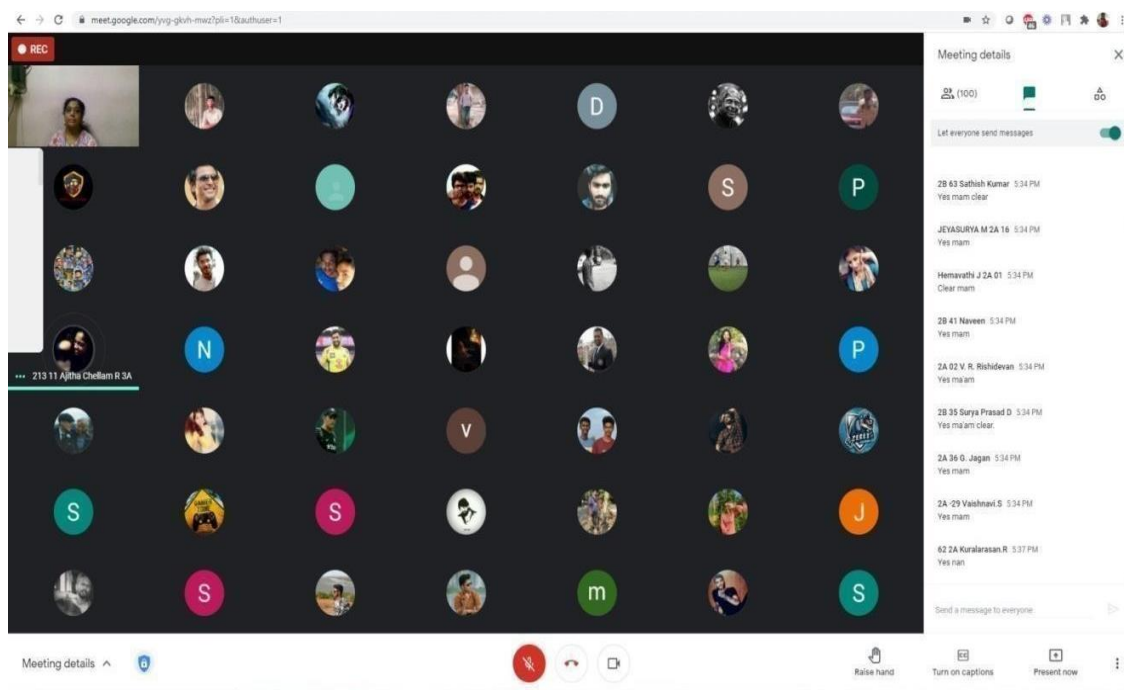 meet.google.com/yvg-gkvh-mwz?pli=1&authuser=1
REC
D
S
P
N
P
213 11 Ajitha Chellam R 3A
V
S
S
J
S
m
S
Meeting details
(100)
Let everyone send messages
2B 63 Sathish Kumar 5:34 PM
Yes mam clear
JEYASURYA M 2A 16 5:34 PM
Yes mam
Hemavathi J 2A 01 5:34 PM
Clear mam
2B 41 Naveen 5:34 PM
Yes mam
2A 02 V. R. Rishidevan 5:34 PM
Yes ma'am
2B 35 Surya Prasad D 5:34 PM
Yes ma'am clear.
2A 36 G. Jagan 5:34 PM
Yes mam
2A -29 Vaishnavi.S 5:34 PM
Yes mam
62 2A Kuralarasan.R 5:37 PM
Yes nan
Send a message to everyone
Meeting details
Raise hand
Turn on captions
Present now